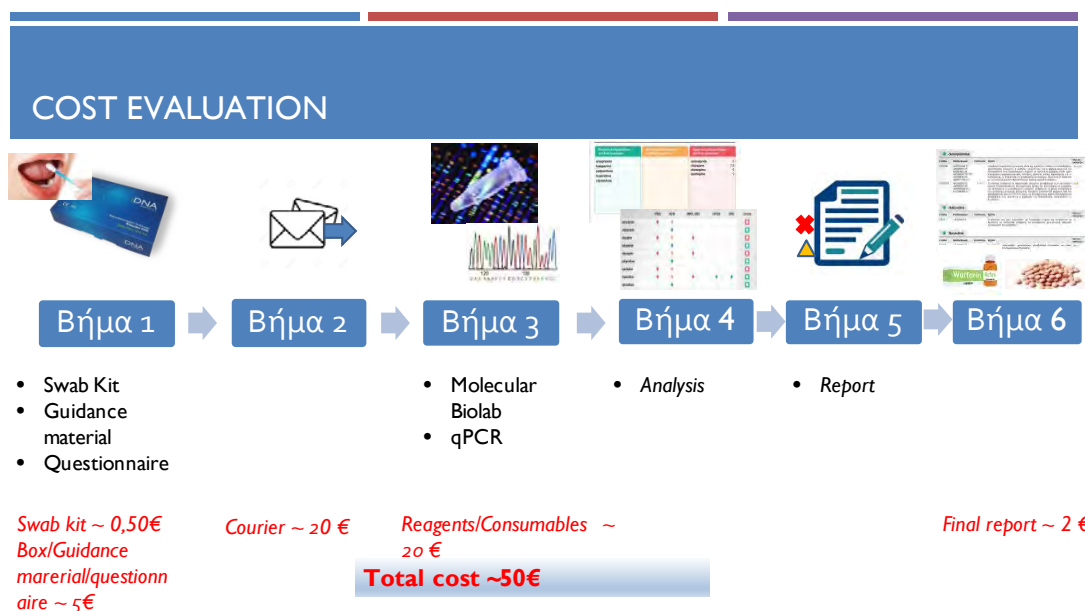 COST EVALUATION
iDNA
DNA
Warfarin
Βήμα 1
Βήμα 2
Βήμα 3
Βήμα 4
Βήμα 5
Βήμα 6
• Swab Kit
• Guidance
material
• Questionnaire
• Molecular
Biolab
• qPCR
• Analysis
• Report
Swab kit ~ 0,50€
Box/Guidance
marerial/questionn
aire ~ 5€
Courier ~ 20 €
Reagents/Consumables ~
20 €
Final report ~ 2 €
Total cost ~50€